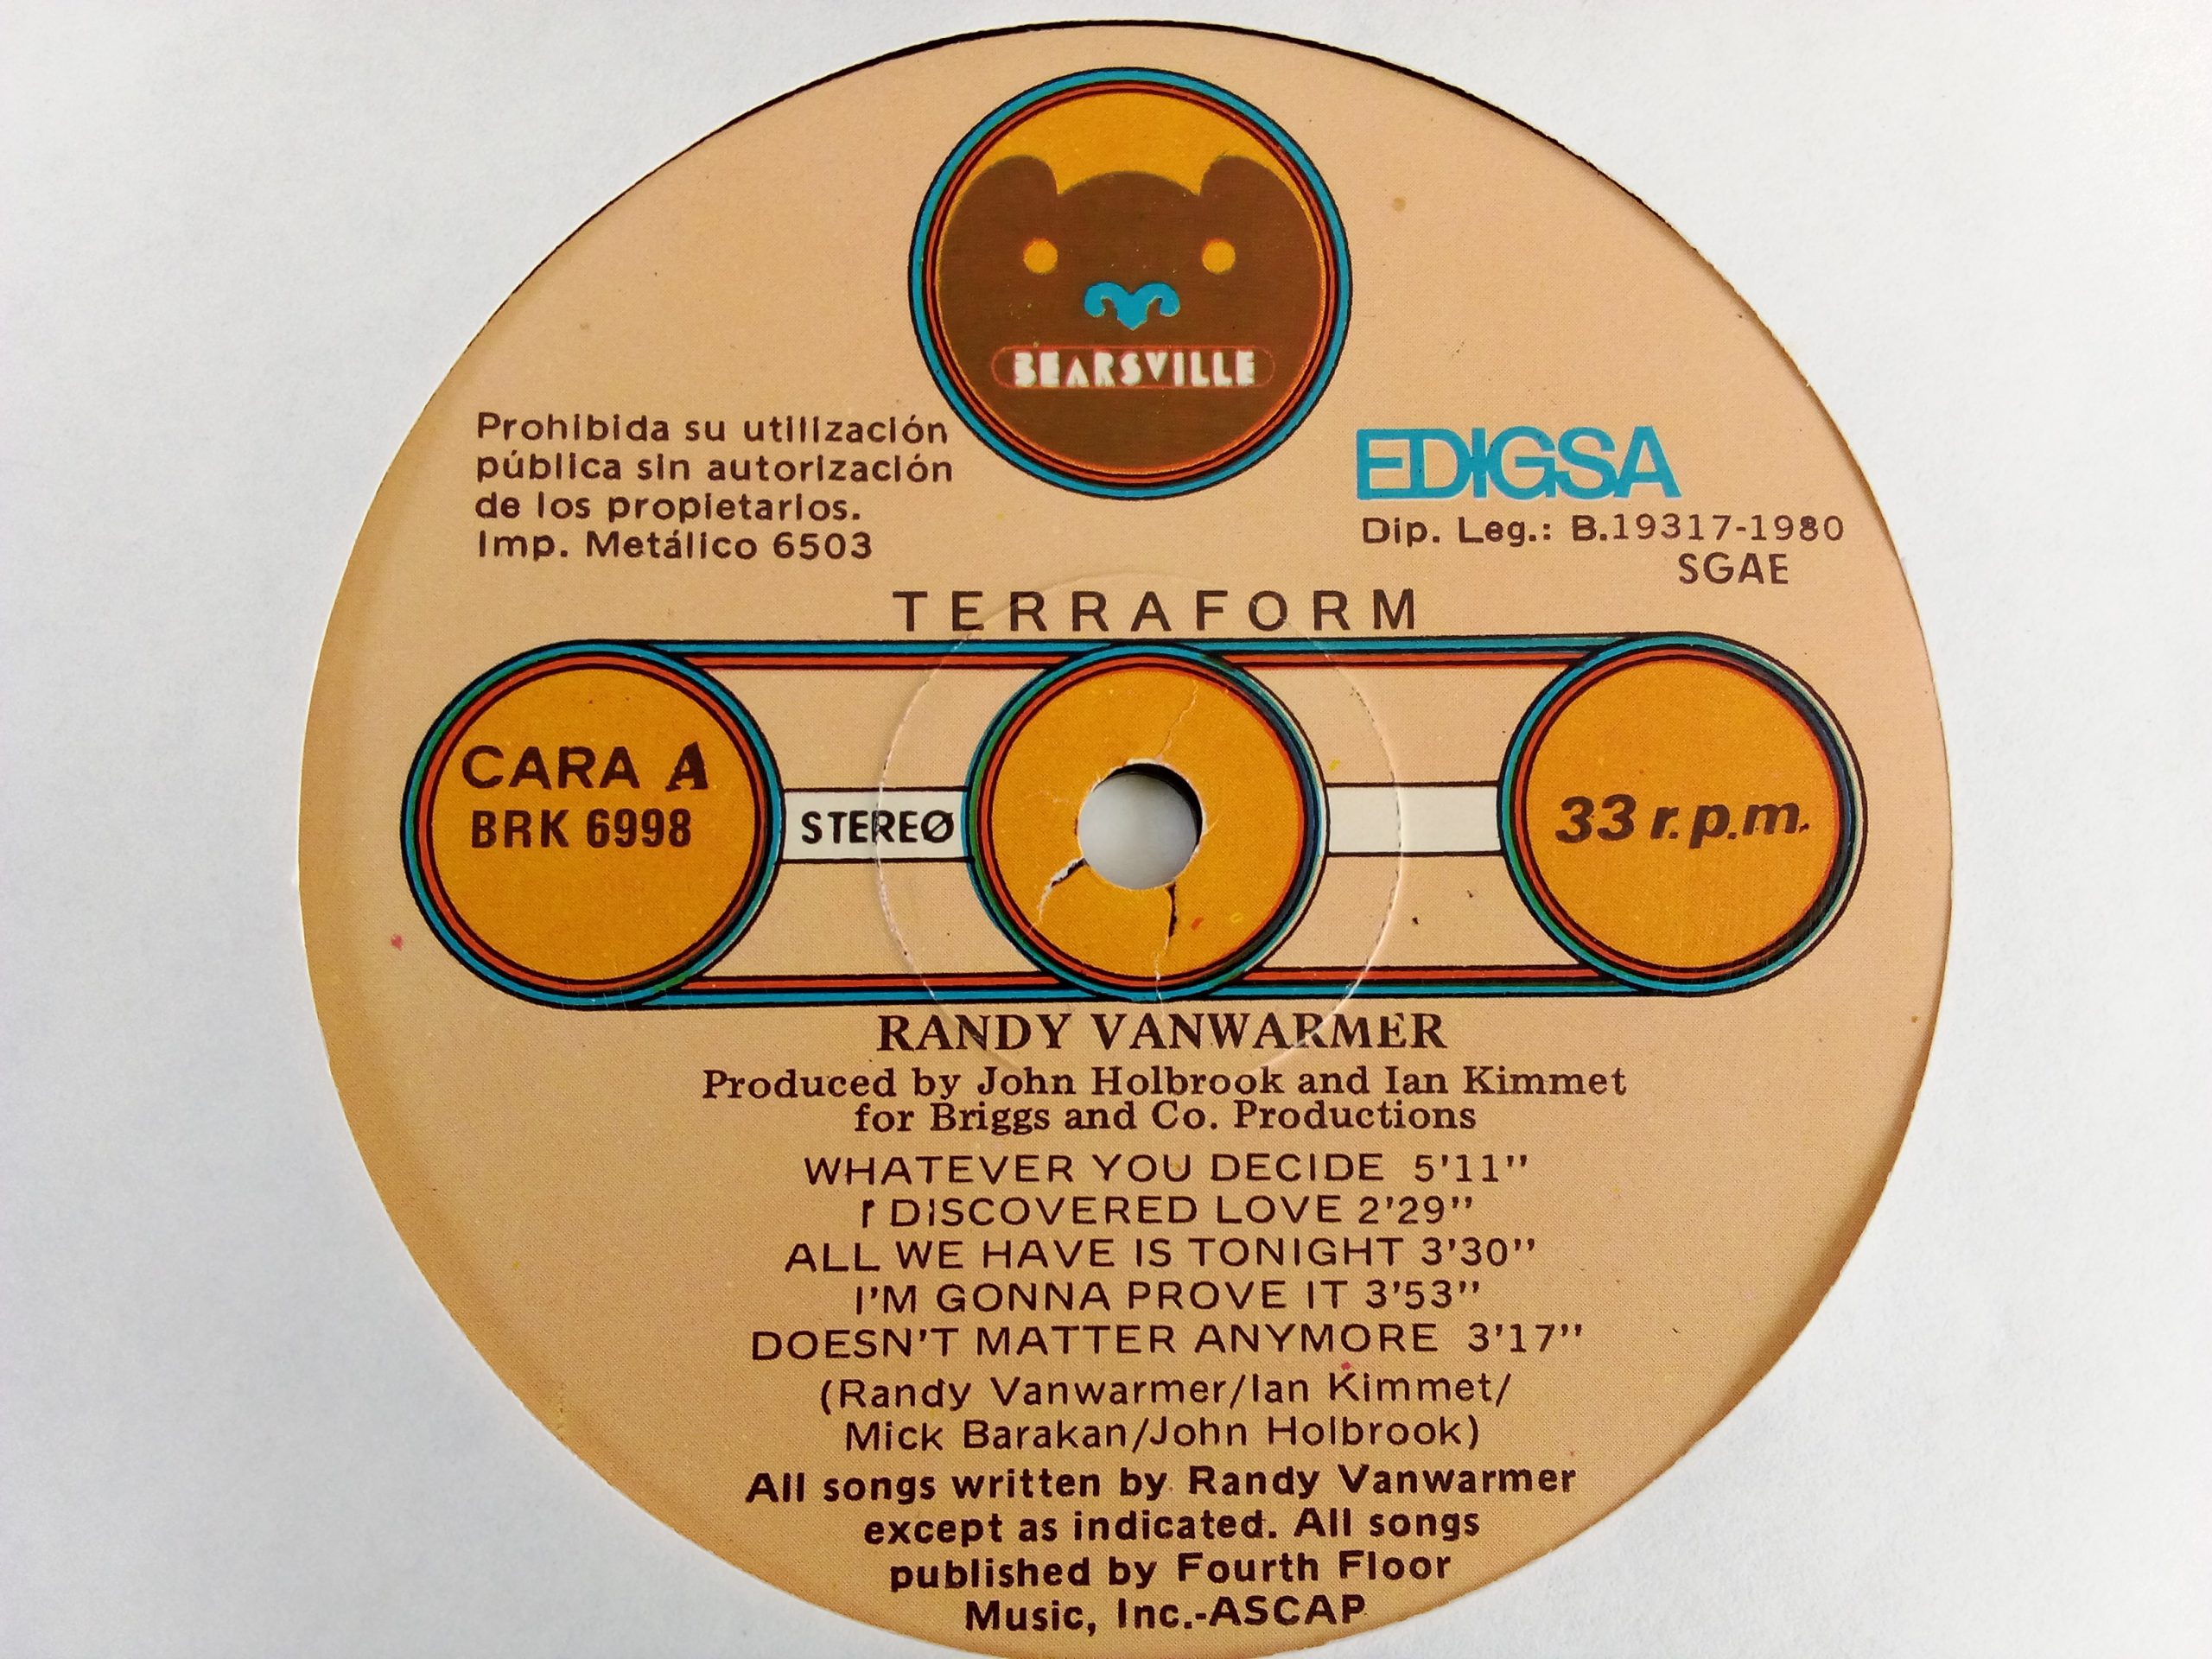 BEARSVILLE
Prohibida su utilización
pública sin autorización
de los propietarios.
Imp. Metálico 6503
EDIGSA
Dip. Leg.: B.19317-1980
SGAE
TERRAFORM
CARA A
BRK 6998
STEREO
33 r.p.m.
RANDY VANWARMER
Produced by John Holbrook and Ian Kimmet
for Briggs and Co. Productions
WHATEVER YOU DECIDE 5'11"
I DISCOVERED LOVE 2'29"
ALL WE HAVE IS TONIGHT 3'30"
I'M GONNA PROVE IT 3'53"
DOESN'T MATTER ANYMORE 3'17"
(Randy Vanwarmer/Ian Kimmet/
Mick Barakan/John Holbrook)
All songs written by Randy Vanwarmer
except as indicated. All songs
published by Fourth Floor
Music, Inc.-ASCAP